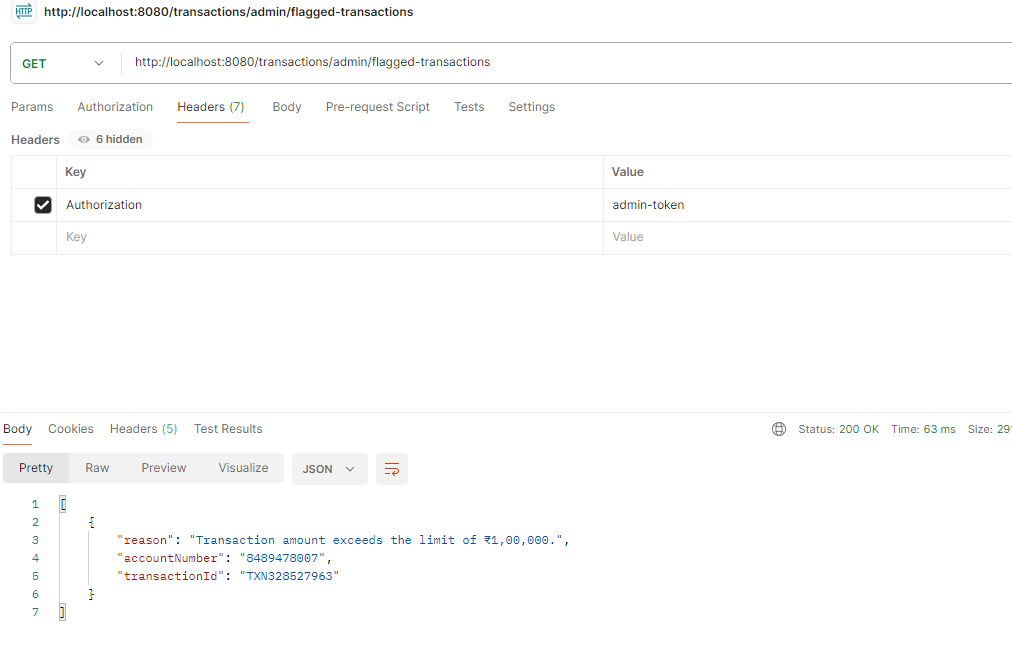 HTTP http://localhost:8080/transactions/admin/flagged-transactions
GET http://localhost:8080/transactions/admin/flagged-transactions
Params Authorization Headers (7) Body Pre-request Script Tests Settings
Headers 6 hidden
Key Value
Authorization admin-token
Key Value
Body Cookies Headers (5) Test Results Status: 200 OK Time: 63 ms Size: 291
Pretty Raw Preview Visualize JSON
1 [
2 {
3 "reason": "Transaction amount exceeds the limit of ₹1,00,000.",
4 "accountNumber": "8489478007",
5 "transactionId": "TXN328527963"
6 }
7 ]